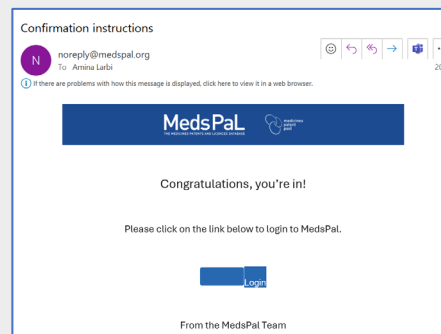 Confirmation instructions
N
noreply@medspal.org
To Amina Larbi
If there are problems with how this message is displayed, click here to view it in a web browser.
MedsPaL
THE MEDICINES PATENTS AND LICENCES DATABASE
medicines
patent
pool
Congratulations, you're in!
Please click on the link below to login to MedsPal.
Login
From the MedsPal Team